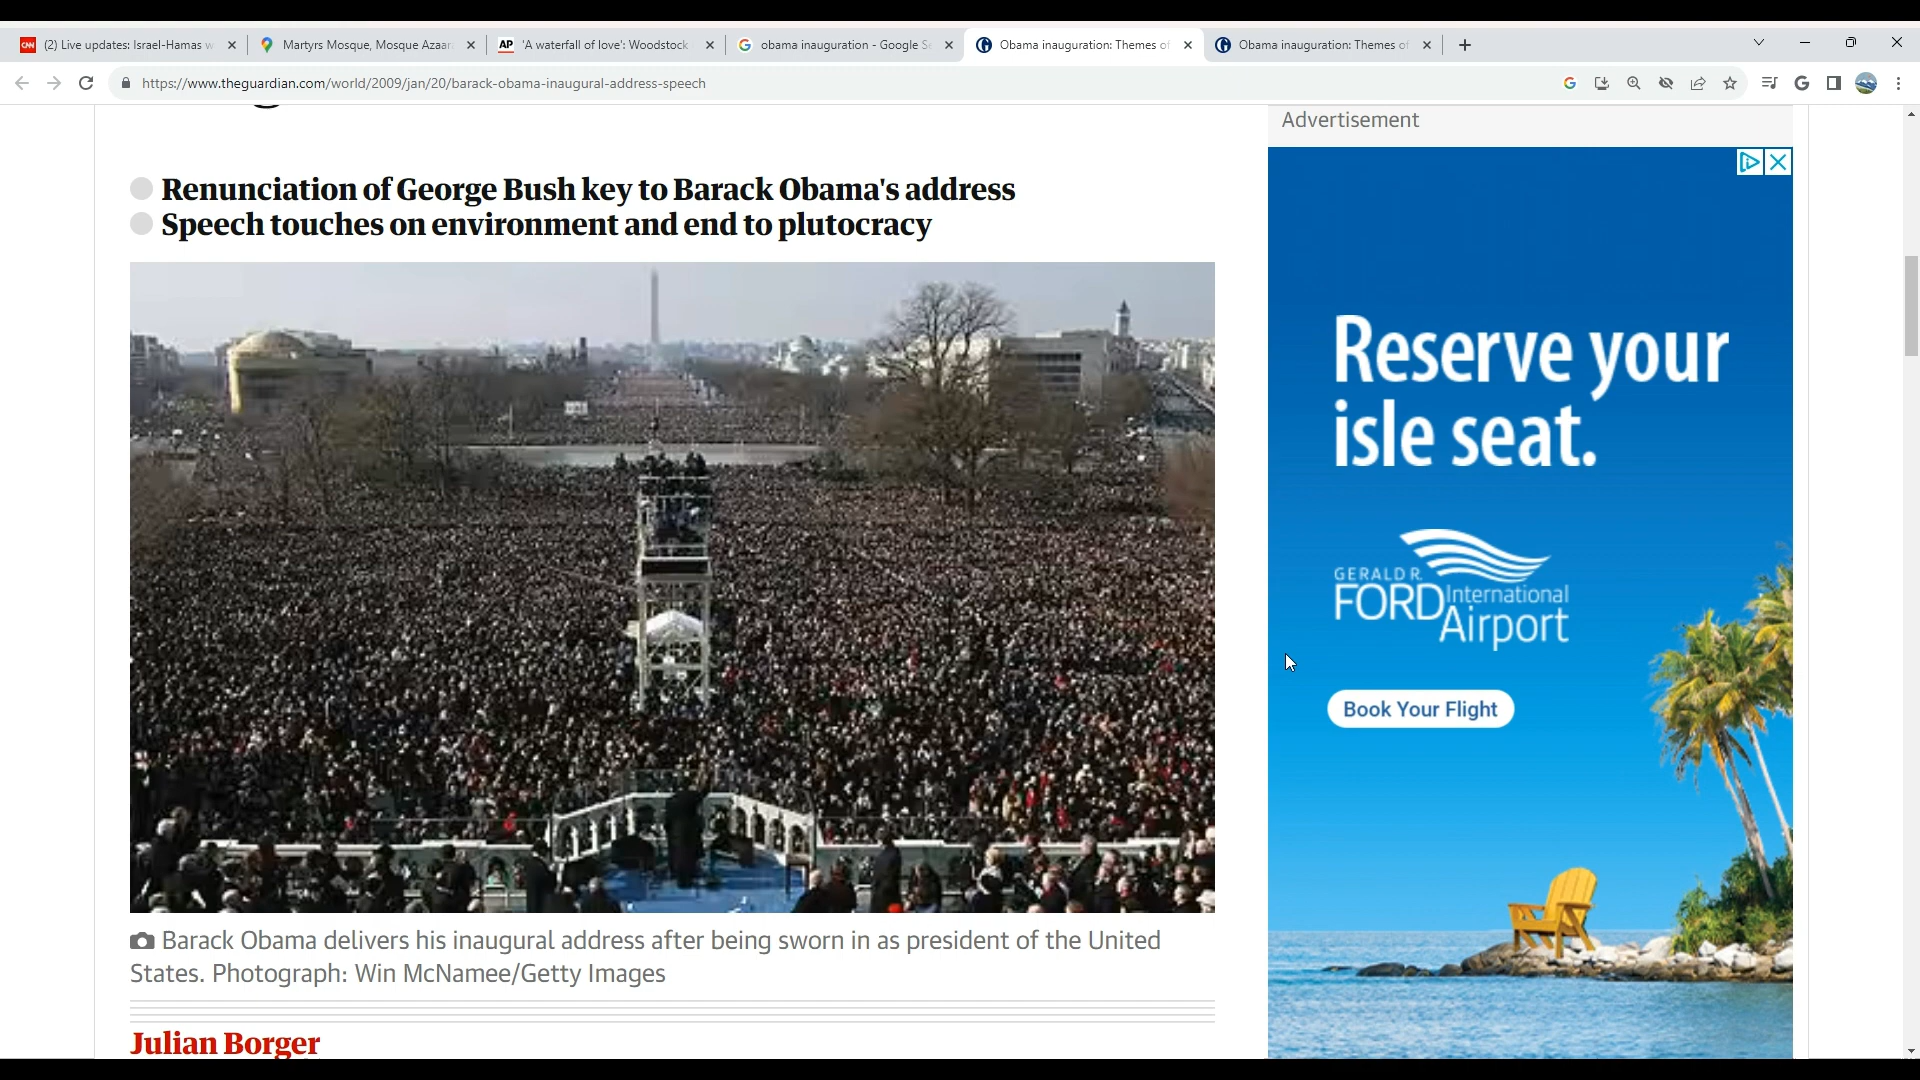 (2) Live updates: Israel-Hamas w
Martyrs Mosque, Mosque Azaan
AP 'A waterfall of love': Woodstock
obama inauguration - Google Se
Obama inauguration: Themes of
Obama inauguration: Themes of
https://www.theguardian.com/world/2009/jan/20/barack-obama-inaugural-address-speech
Advertisement
Renunciation of George Bush key to Barack Obama's address
Speech touches on environment and end to plutocracy
Barack Obama delivers his inaugural address after being sworn in as president of the United
States. Photograph: Win McNamee/Getty Images
Julian Borger
Reserve your
isle seat.
GERALD R.
FORD International
Airport
Book Your Flight